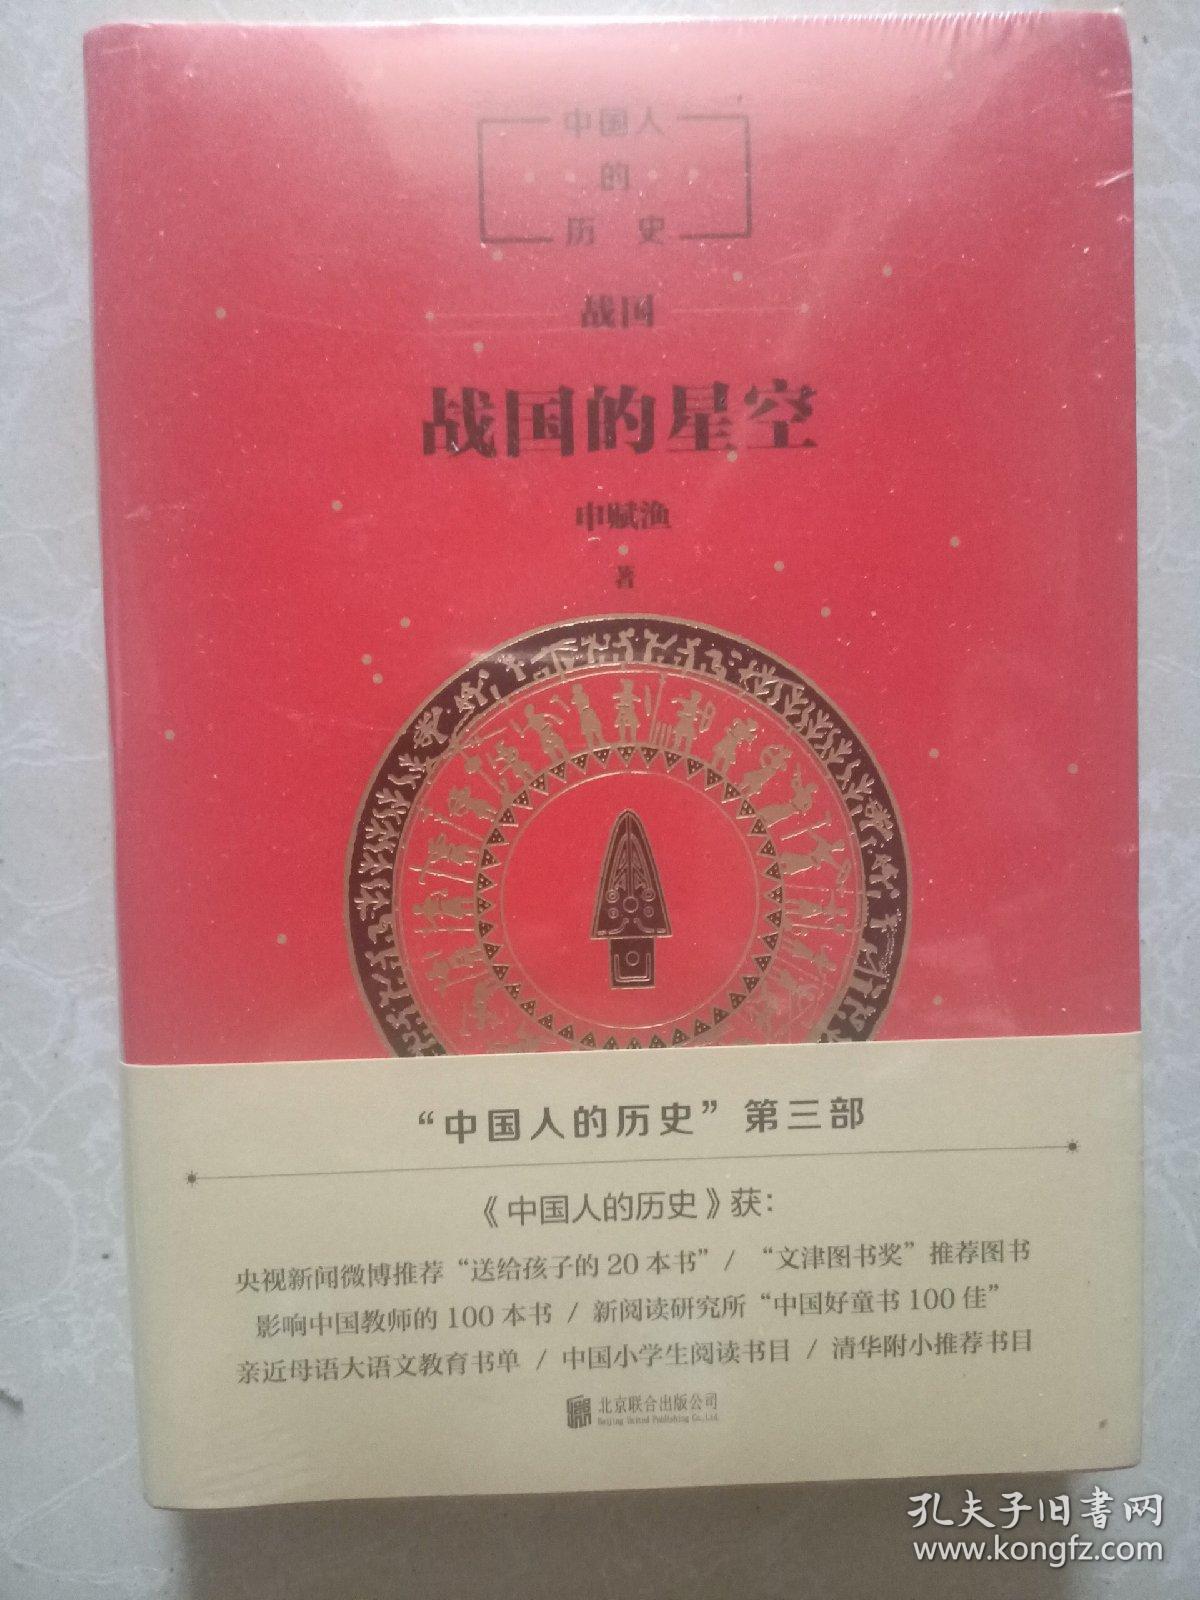 中国人
的
历史
战国
战国的星空
申赋渔
著
“中国人的历史”第三部
《中国人的历史》获：
央视新闻微博推荐“送给孩子的20本书” / “文津图书奖”推荐图书
影响中国教师的100本书 / 新阅读研究所“中国好童书100佳”
亲近母语大语文教育书单 / 中国小学生阅读书目 / 清华附小推荐书目
北京联合出版公司
Beijing United Publishing Co.,Ltd.
孔夫子旧书网
www.kongfz.com